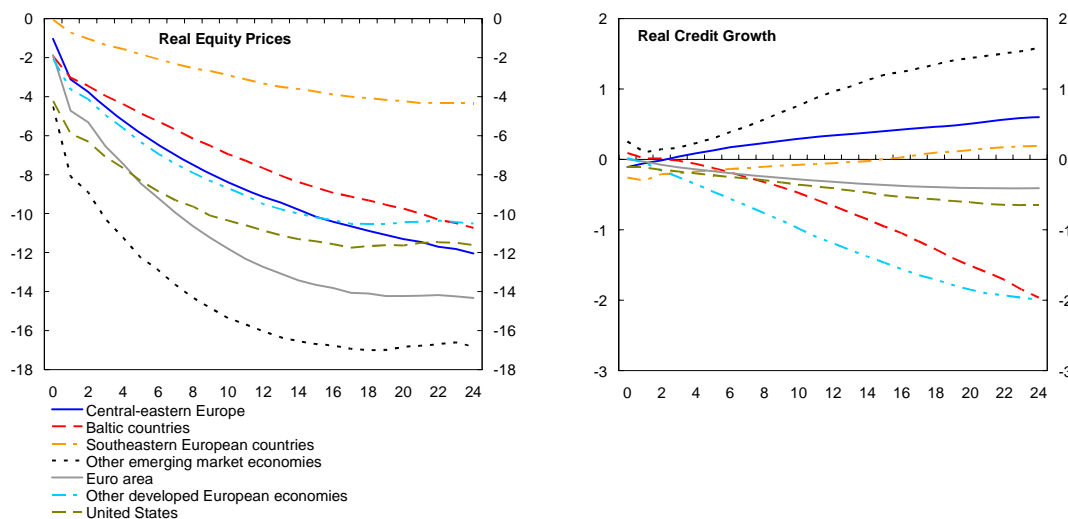 Real Equity Prices
0
-2
-4
-6
-8
-10
-12
-14
-16
-18
0
-2
-4
-6
-8
-10
-12
-14
-16
-18
0 2 4 6 8 10 12 14 16 18 20 22 24
Central-eastern Europe
Baltic countries
Southeastern European countries
Other emerging market economies
Euro area
Other developed European economies
United States
Real Credit Growth
2
1
0
-1
-2
-3
2
1
0
-1
-2
-3
0 2 4 6 8 10 12 14 16 18 20 22 24